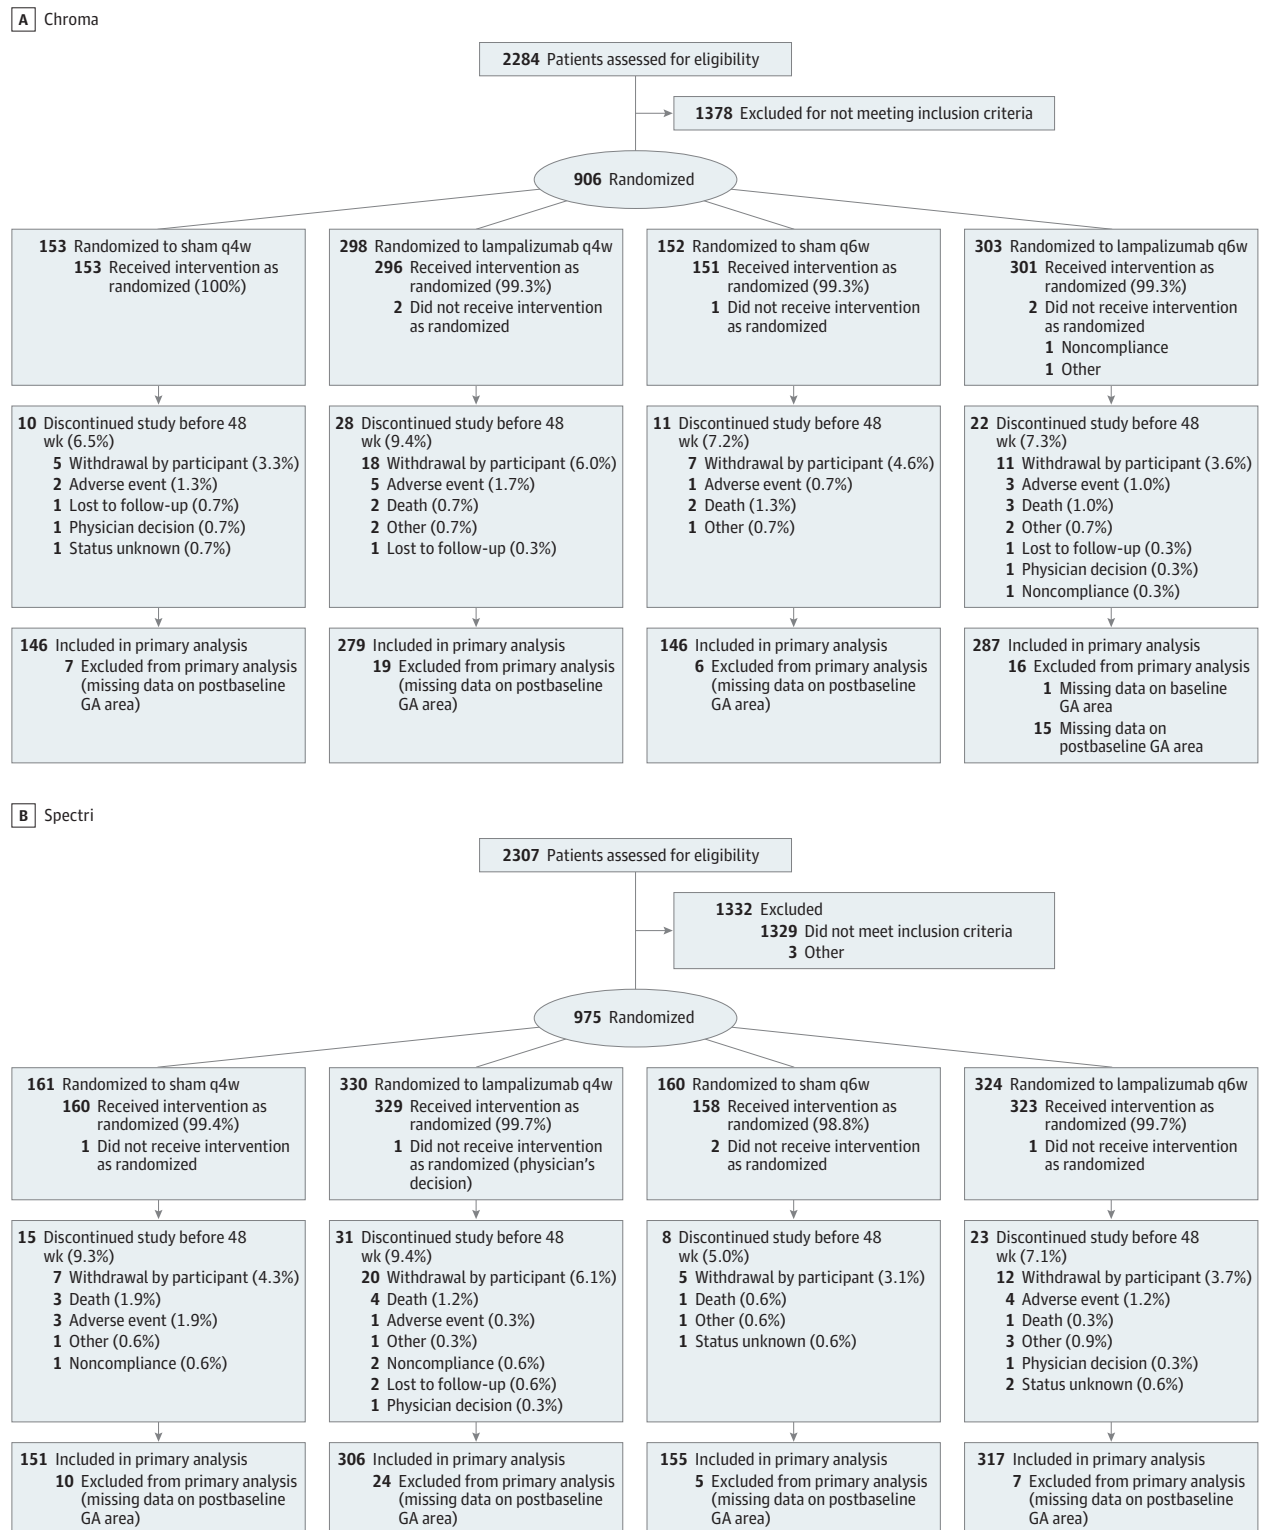 A Chroma
2284 Patients assessed for eligibility
1378 Excluded for not meeting inclusion criteria
906 Randomized
153 Randomized to sham q4w
153 Received intervention as
randomized (100%)
298 Randomized to lampalizumab q4w
296 Received intervention as
randomized (99.3%)
2 Did not receive intervention
as randomized
152 Randomized to sham q6w
151 Received intervention as
randomized (99.3%)
1 Did not receive intervention
as randomized
303 Randomized to lampalizumab q6w
301 Received intervention as
randomized (99.3%)
2 Did not receive intervention
as randomized
1 Noncompliance
1 Other
10 Discontinued study before 48
wk (6.5%)
5 Withdrawal by participant (3.3%)
2 Adverse event (1.3%)
1 Lost to follow-up (0.7%)
1 Physician decision (0.7%)
1 Status unknown (0.7%)
28 Discontinued study before 48
wk (9.4%)
18 Withdrawal by participant (6.0%)
5 Adverse event (1.7%)
2 Death (0.7%)
2 Other (0.7%)
1 Lost to follow-up (0.3%)
11 Discontinued study before 48
wk (7.2%)
7 Withdrawal by participant (4.6%)
1 Adverse event (0.7%)
2 Death (1.3%)
1 Other (0.7%)
22 Discontinued study before 48
wk (7.3%)
11 Withdrawal by participant (3.6%)
3 Adverse event (1.0%)
3 Death (1.0%)
2 Other (0.7%)
1 Lost to follow-up (0.3%)
1 Physician decision (0.3%)
1 Noncompliance (0.3%)
146 Included in primary analysis
7 Excluded from primary analysis
(missing data on postbaseline
GA area)
279 Included in primary analysis
19 Excluded from primary analysis
(missing data on postbaseline
GA area)
146 Included in primary analysis
6 Excluded from primary analysis
(missing data on postbaseline
GA area)
287 Included in primary analysis
16 Excluded from primary analysis
1 Missing data on baseline
GA area
15 Missing data on
postbaseline GA area
B Spectri
2307 Patients assessed for eligibility
1332 Excluded
1329 Did not meet inclusion criteria
3 Other
975 Randomized
161 Randomized to sham q4w
160 Received intervention as
randomized (99.4%)
1 Did not receive intervention
as randomized
330 Randomized to lampalizumab q4w
329 Received intervention as
randomized (99.7%)
1 Did not receive intervention
as randomized (physician's
decision)
160 Randomized to sham q6w
158 Received intervention as
randomized (98.8%)
2 Did not receive intervention
as randomized
324 Randomized to lampalizumab q6w
323 Received intervention as
randomized (99.7%)
1 Did not receive intervention
as randomized
15 Discontinued study before 48
wk (9.3%)
7 Withdrawal by participant (4.3%)
3 Death (1.9%)
3 Adverse event (1.9%)
1 Other (0.6%)
1 Noncompliance (0.6%)
31 Discontinued study before 48
wk (9.4%)
20 Withdrawal by participant (6.1%)
4 Death (1.2%)
1 Adverse event (0.3%)
1 Other (0.3%)
2 Noncompliance (0.6%)
2 Lost to follow-up (0.6%)
1 Physician decision (0.3%)
8 Discontinued study before 48
wk (5.0%)
5 Withdrawal by participant (3.1%)
1 Death (0.6%)
1 Other (0.6%)
1 Status unknown (0.6%)
23 Discontinued study before 48
wk (7.1%)
12 Withdrawal by participant (3.7%)
4 Adverse event (1.2%)
1 Death (0.3%)
3 Other (0.9%)
1 Physician decision (0.3%)
2 Status unknown (0.6%)
151 Included in primary analysis
10 Excluded from primary analysis
(missing data on postbaseline
GA area)
306 Included in primary analysis
24 Excluded from primary analysis
(missing data on postbaseline
GA area)
155 Included in primary analysis
5 Excluded from primary analysis
(missing data on postbaseline
GA area)
317 Included in primary analysis
7 Excluded from primary analysis
(missing data on postbaseline
GA area)